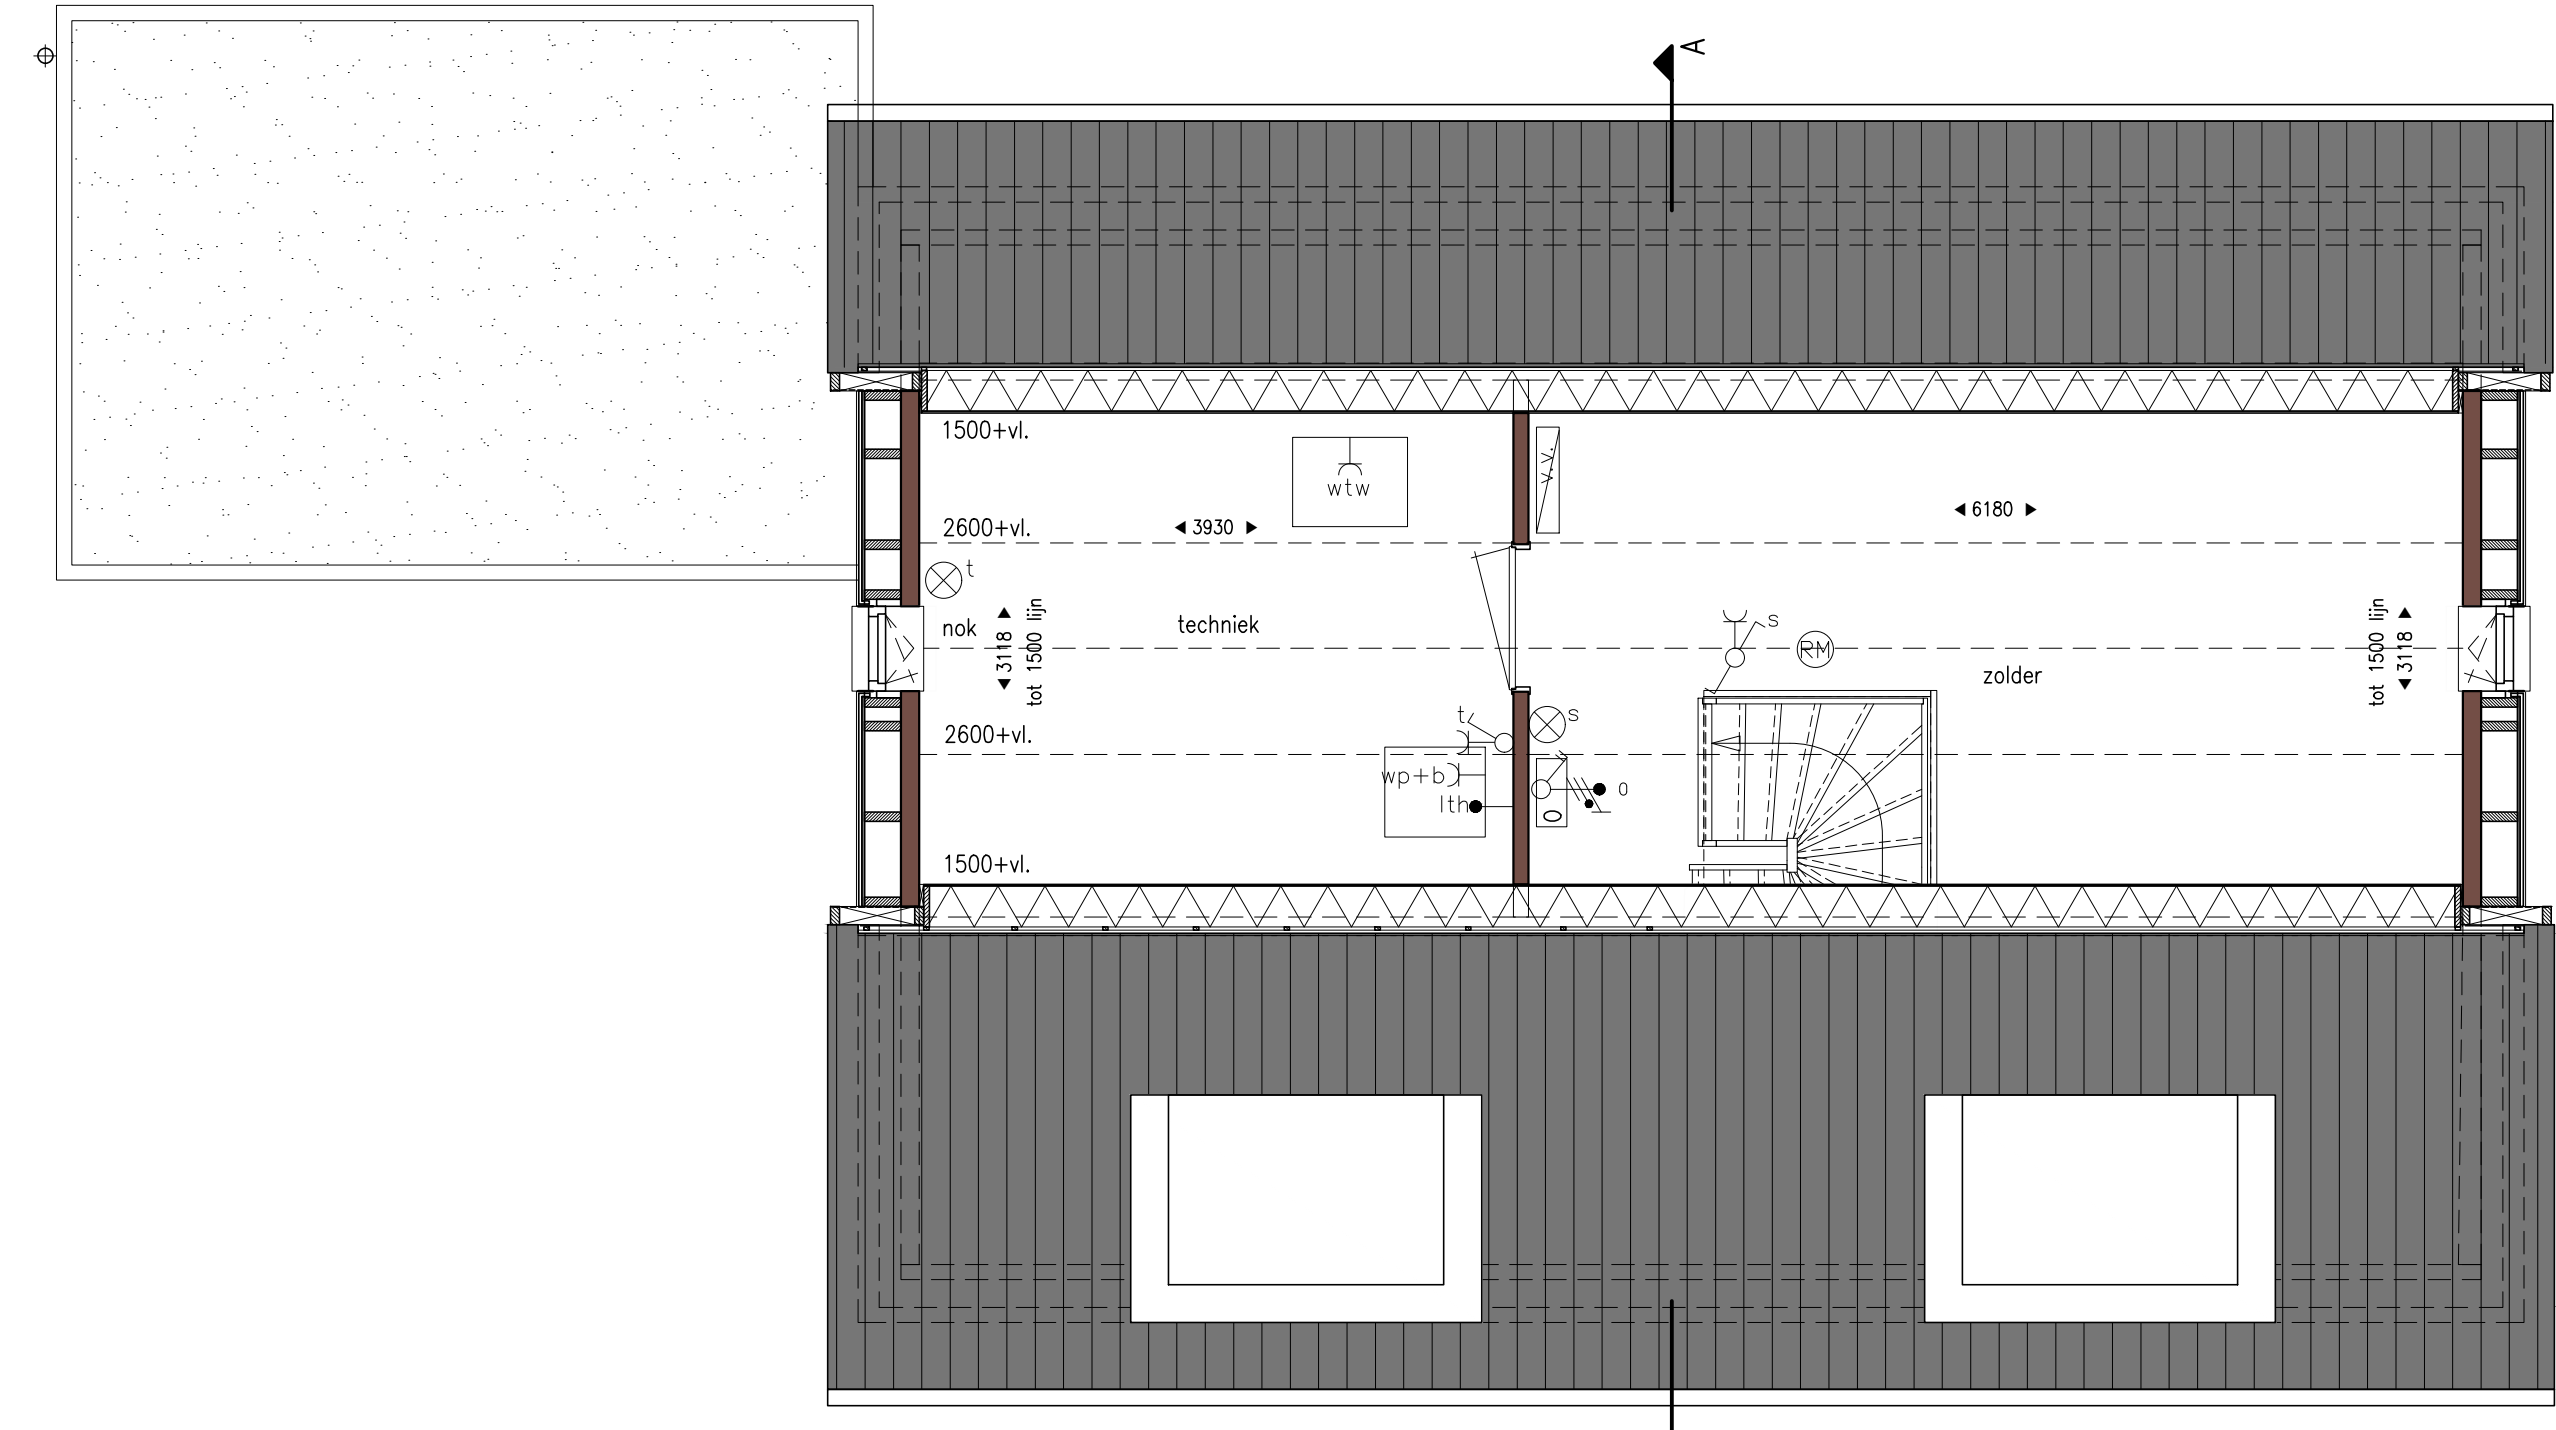 A
1500+vl.
wtw
v.v.
2600+vl.
3930
6180
t
nok
3118
tot 1500 lijn
techniek
s
RM
zolder
tot 1500 lijn
3118
2600+vl.
t
s
wp+b
lth
0
0
1500+vl.